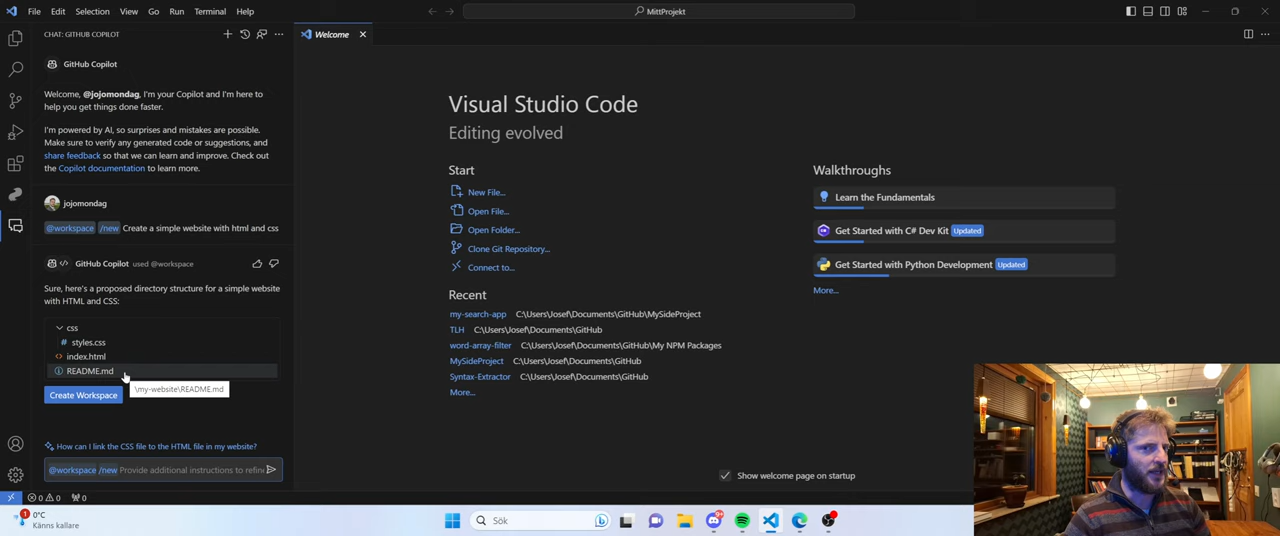 File Edit Selection View Go Run Terminal Help
MittProjekt
CHAT: GITHUB COPILOT
GitHub Copilot
Welcome, @jojomondag, I'm your Copilot and I'm here to
help you get things done faster.
I'm powered by AI, so surprises and mistakes are possible.
Make sure to verify any generated code or suggestions, and
share feedback so that we can learn and improve. Check out
the Copilot documentation to learn more.
jojomondag
@workspace /new Create a simple website with html and css
GitHub Copilot used @workspace
Sure, here's a proposed directory structure for a simple website
with HTML and CSS:
css
styles.css
index.html
README.md
\my-website\README.md
Create Workspace
How can I link the CSS file to the HTML file in my website?
@workspace /new Provide additional instructions to refine
Welcome
Visual Studio Code
Editing evolved
Start
New File...
Open File...
Open Folder...
Clone Git Repository...
Connect to...
Recent
my-search-app C:\Users\Josef\Documents\GitHub\MySideProject
TLH C:\Users\Josef\Documents\GitHub
word-array-filter C:\Users\Josef\Documents\GitHub\My NPM Packages
MySideProject C:\Users\Josef\Documents\GitHub
Syntax-Extractor C:\Users\Josef\Documents\GitHub
More...
Walkthroughs
Learn the Fundamentals
Get Started with C# Dev Kit Updated
Get Started with Python Development Updated
More...
Show welcome page on startup
0 0 0
1
0°C
Känns kallare
Sök
9+